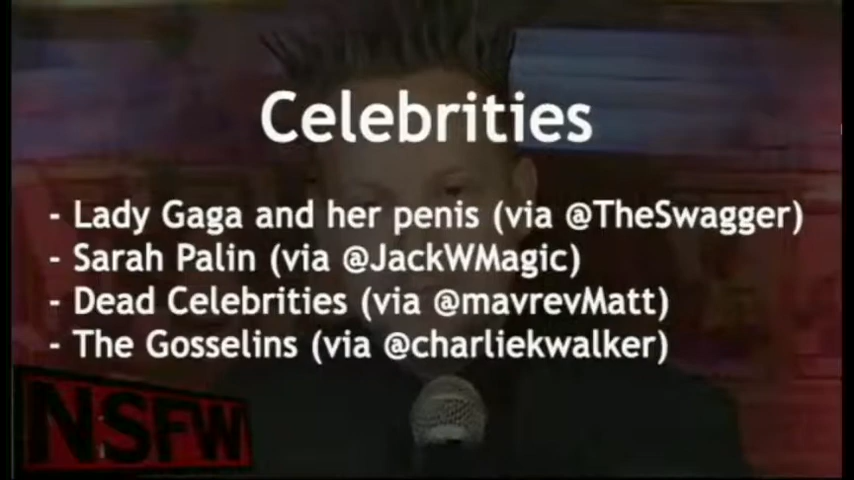 Celebrities
- Lady Gaga and her penis (via @TheSwagger)
- Sarah Palin (via @JackWMagic)
- Dead Celebrities (via @mavrevMatt)
- The Gosselins (via @charliekwalker)
NSFW